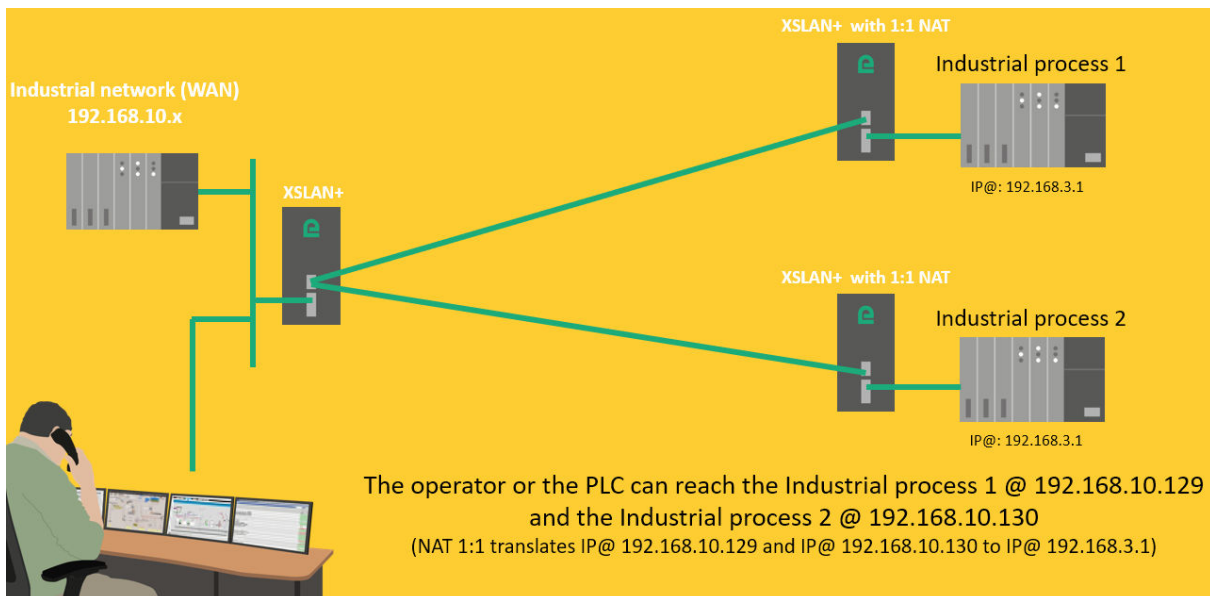 XSLAN+ with 1:1 NAT
Industrial process 1
Industrial network (WAN)
192.168.10.x
XSLAN+
IP@: 192.168.3.1
XSLAN+ with 1:1 NAT
Industrial process 2
IP@: 192.168.3.1
The operator or the PLC can reach the Industrial process 1 @ 192.168.10.129
and the Industrial process 2 @ 192.168.10.130
(NAT 1:1 translates IP@ 192.168.10.129 and IP@ 192.168.10.130 to IP@ 192.168.3.1)